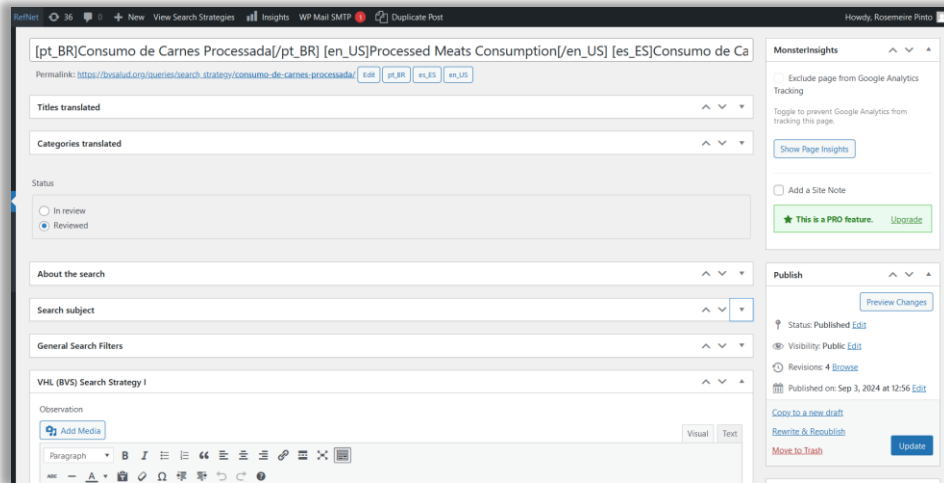 RefNet 36 0 + New View Search Strategies Insights WP Mail SMTP 1 Duplicate Post Howdy, Rosemeire Pinto
[pt_BR]Consumo de Carnes Processada[/pt_BR] [en_US]Processed Meats Consumption[/en_US] [es_ES]Consumo de Ca
Permalink: https://bvsalud.org/queries/search_strategy/consumo-de-carnes-processada/ Edit pt_BR es_ES en_US
Titles translated
Categories translated
Status
In review
Reviewed
About the search
Search subject
General Search Filters
VHL (BVS) Search Strategy I
Observation
Add Media
Visual Text
Paragraph B I
ABC A
MonsterInsights
Exclude page from Google Analytics
Tracking
Toggle to prevent Google Analytics from
tracking this page.
Show Page Insights
Add a Site Note
This is a PRO feature. Upgrade
Publish
Preview Changes
Status: Published Edit
Visibility: Public Edit
Revisions: 4 Browse
Published on: Sep 3, 2024 at 12:56 Edit
Copy to a new draft
Rewrite & Republish
Move to Trash
Update